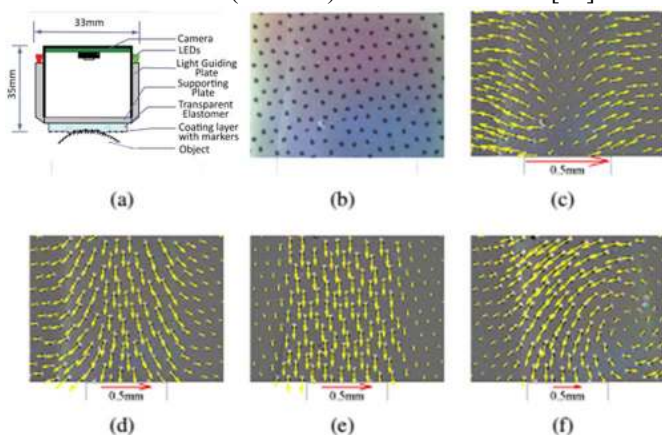 33mm
35mm
Camera
LEDs
Light Guiding
Plate
Supporting
Plate
Transparent
Elastomer
Coating layer
with markers
Object
0.5mm
(a)
(b)
(c)
0.5mm
0.5mm
0.5mm
(d)
(e)
(f)